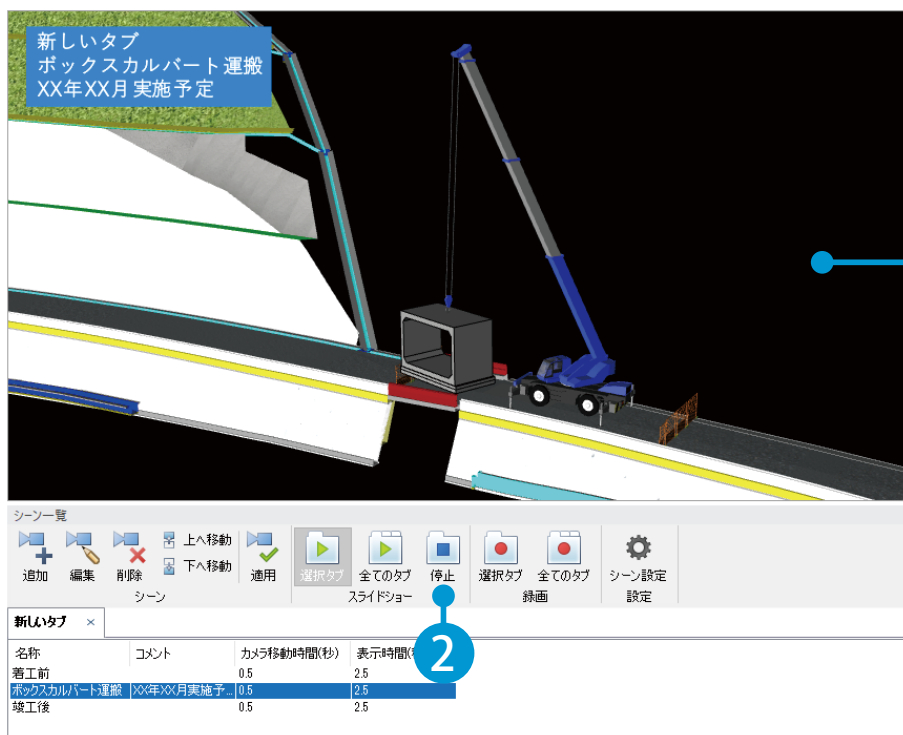 新しいタブ
ボックスカルバート運搬
XX年XX月実施予定
シーン一覧
追加 編集 削除 上へ移動 下へ移動 適用 選択タブ 全てのタブ 停止 選択タブ 全てのタブ シーン設定
シーン スライドショー 録画 設定
新しいタブ ×
2
名称 コメント カメラ移動時間(秒) 表示時間(
着工前 0.5 2.5
ボックスカルバート運搬 XX年XX月実施予... 0.5 2.5
竣工後 0.5 2.5